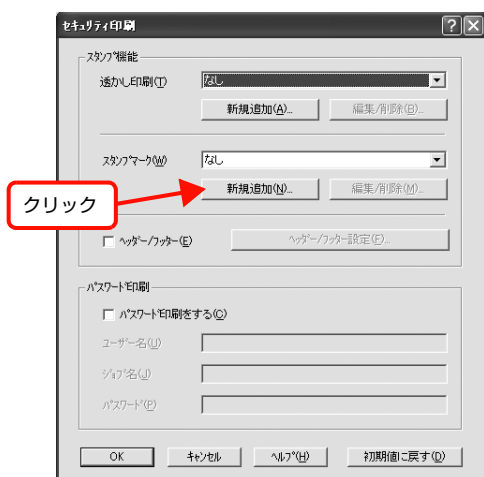 セキュリティ印刷
スタンプ機能
透かし印刷(T)
なし
新規追加(A)...
編集/削除(B)...
スタンプマーク(W)
なし
新規追加(N)...
編集/削除(M)...
クリック
ヘッダー/フッター(E)
ヘッダー/フッター設定(F)...
パスワード印刷
パスワード印刷をする(C)
ユーザー名(U)
ジョブ名(J)
パスワード(P)
OK
キャンセル
ヘルプ(H)
初期値に戻す(D)